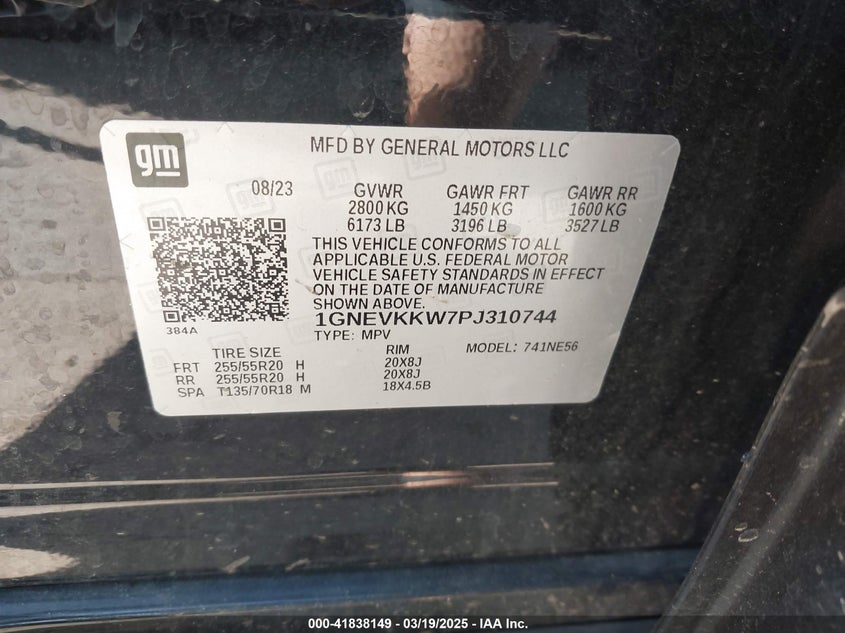 gm
MFD BY GENERAL MOTORS LLC
08/23 GVWR GAWR FRT GAWR RR
2800 KG 1450 KG 1600 KG
6173 LB 3196 LB 3527 LB
THIS VEHICLE CONFORMS TO ALL
APPLICABLE U.S. FEDERAL MOTOR
VEHICLE SAFETY STANDARDS IN EFFECT
ON THE DATE OF MANUFACTURE
SHOWN ABOVE.
384A
1GNEVKKW7PJ310744
TYPE: MPV
TIRE SIZE RIM MODEL: 741NE56
FRT 255/55R20 H 20X8J
RR 255/55R20 H 20X8J
SPA T135/70R18 M 18X4.5B
000-41838149 - 03/19/2025 - IAA Inc.